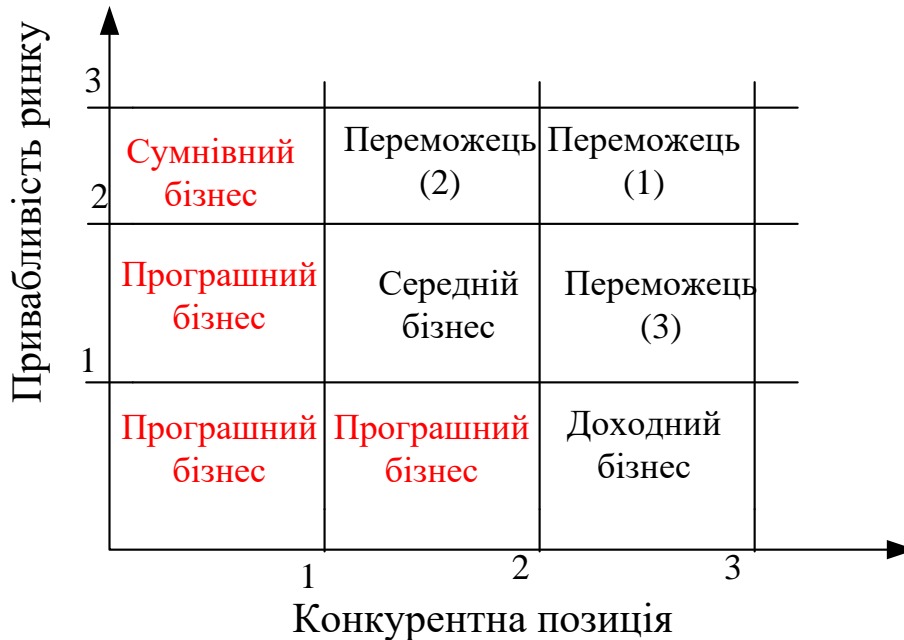 Привабливість ринку
3
Сумнівний
бізнес
Переможець
(2)
Переможець
(1)
2
Програшний
бізнес
Середній
бізнес
Переможець
(3)
1
Програшний
бізнес
Програшний
бізнес
Доходний
бізнес
1
2
3
Конкурентна позиція